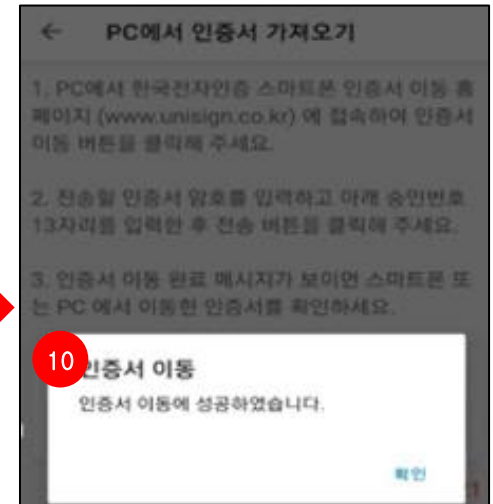 ← PC에서 인증서 가져오기
1. PC에서 한국전자인증 스마트폰 인증서 이동 홈
페이지 (www.unisign.co.kr) 에 접속하여 인증서
이동 버튼을 클릭해 주세요.
2. 전송할 인증서 암호를 입력하고 아래 승인번호
13자리를 입력한 후 전송 버튼을 클릭해 주세요.
3. 인증서 이동 완료 메시지가 보이면 스마트폰 또
는 PC 에서 이동한 인증서를 확인하세요.
10
인증서 이동
인증서 이동에 성공하였습니다.
확인